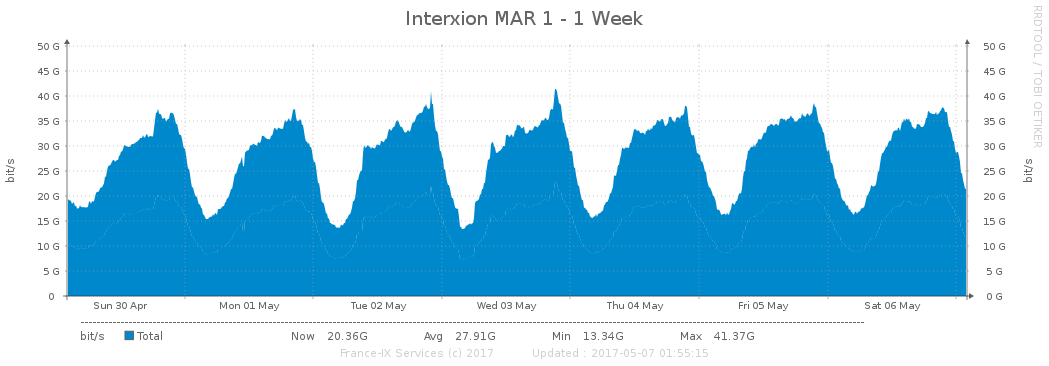 Interxion MAR 1 - 1 Week
RRDTOOL / TOBI OETIKER
50 G 50 G
45 G 45 G
40 G 40 G
35 G 35 G
30 G 30 G
25 G 25 G
20 G 20 G
15 G 15 G
10 G 10 G
5 G 5 G
0 0 G
bit/s bit/s
Sun 30 Apr Mon 01 May Tue 02 May Wed 03 May Thu 04 May Fri 05 May Sat 06 May
bit/s Total Now 20.36G Avg 27.91G Min 13.34G Max 41.37G
France-IX Services (c) 2017 Updated : 2017-05-07 01:55:15